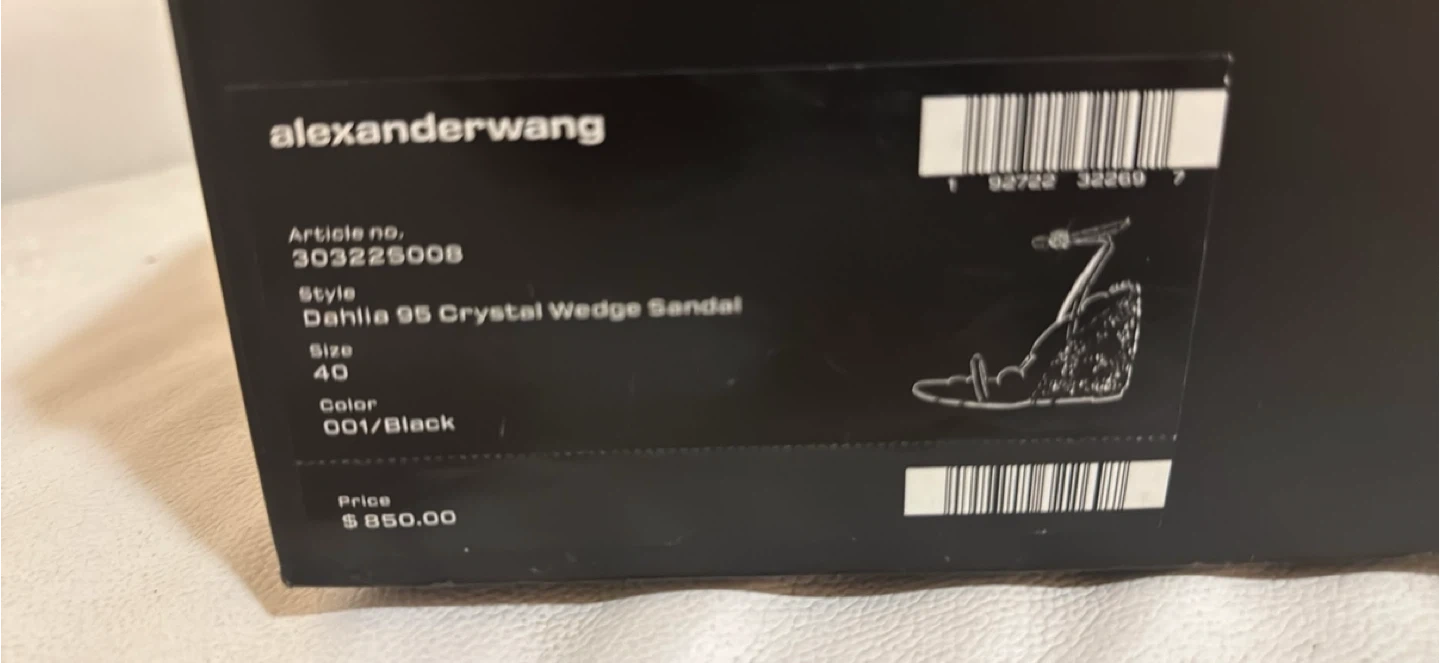 alexanderwang
1 92722 32269 7
Article no.
303225008
Style
Dahlia 95 Crystal Wedge Sandal
Size
40
Color
001/Black
Price
$850.00